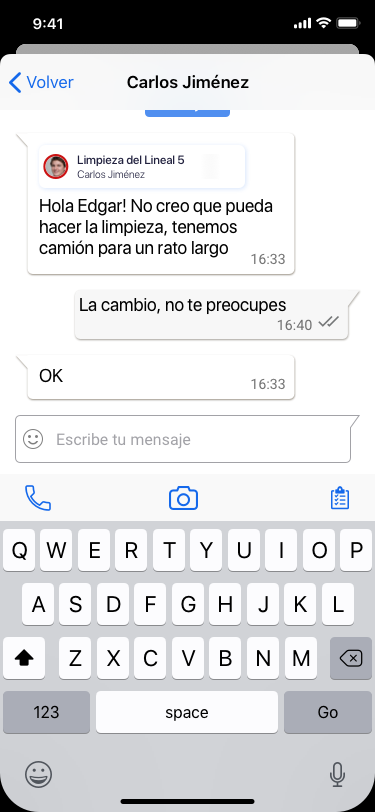 9:41
Volver
Carlos Jiménez
Limpieza del Lineal 5
Carlos Jiménez
Hola Edgar! No creo que pueda
hacer la limpieza, tenemos
camión para un rato largo
16:33
La cambio, no te preocupes
16:40
OK
16:33
Escribe tu mensaje
Q W E R T Y U I O P
A S D F G H J K L
Z X C V B N M
123 space Go